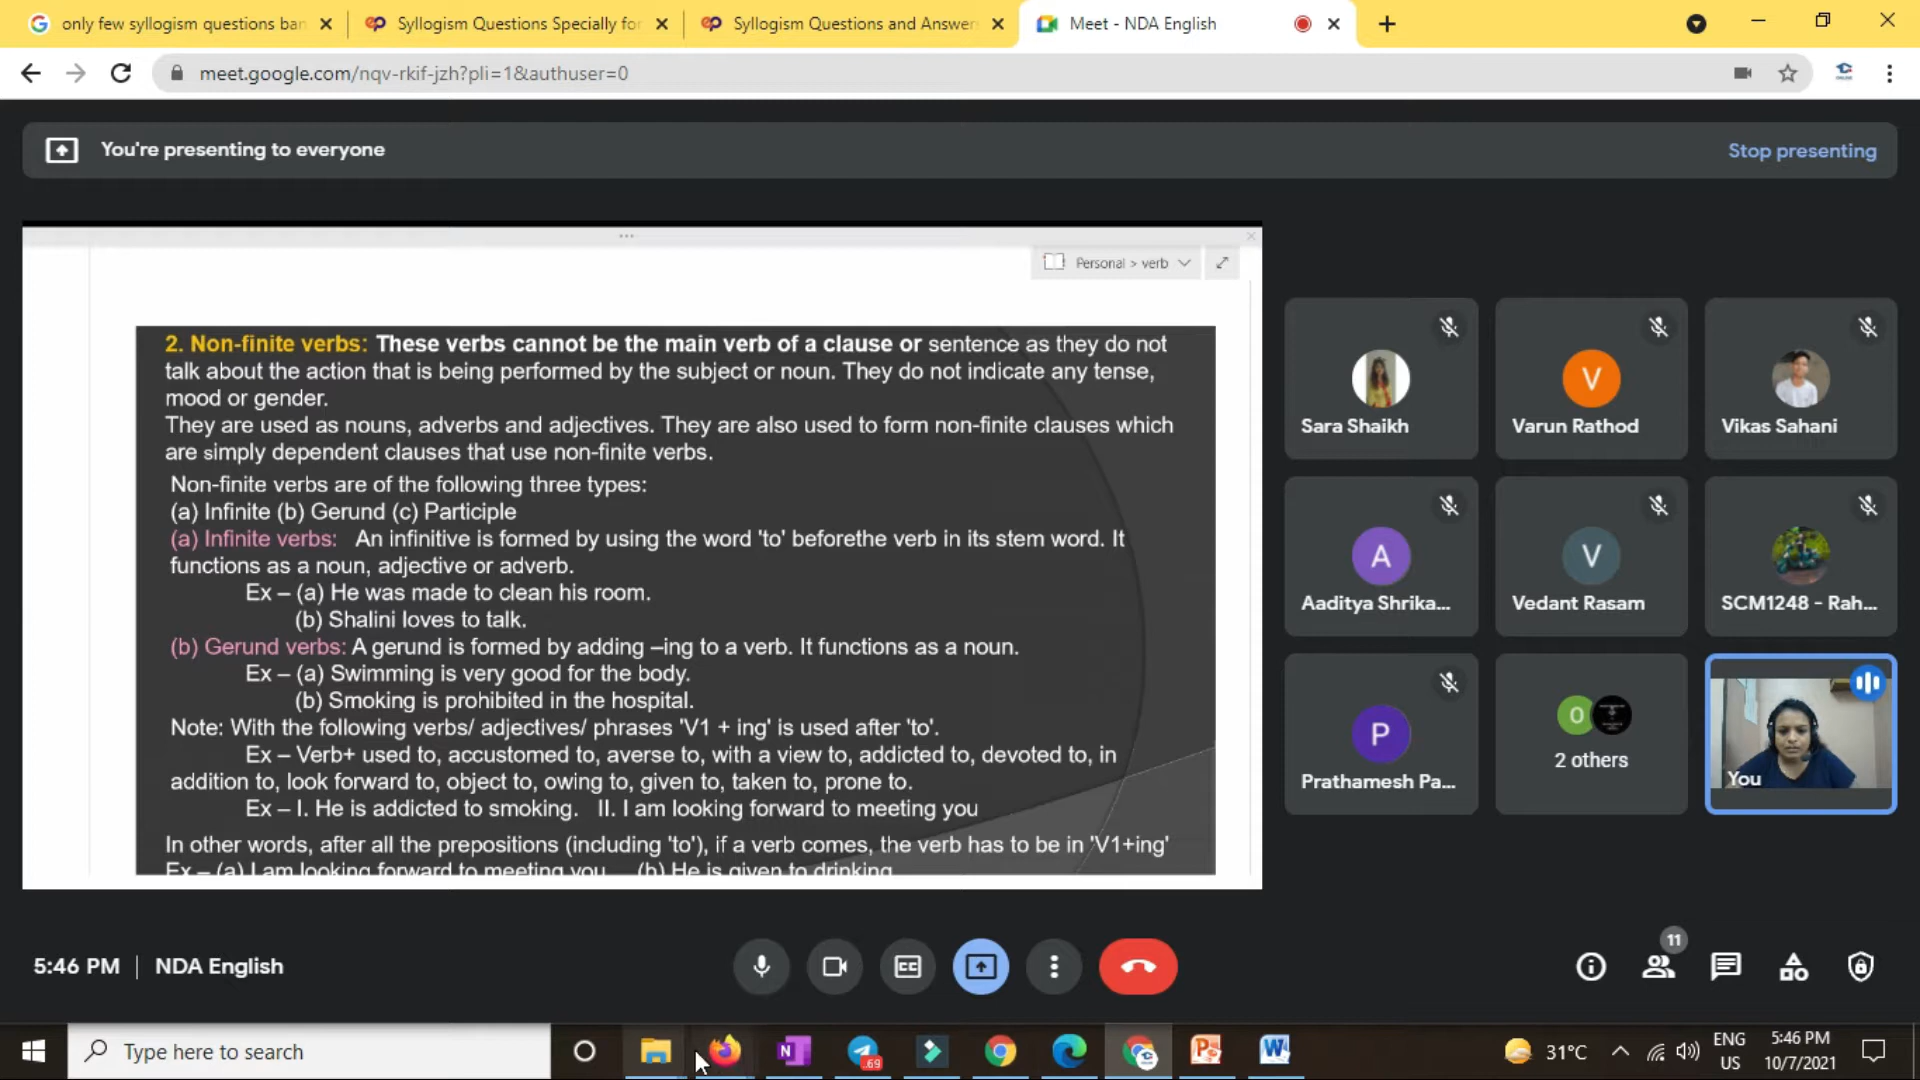 only few syllogism questions ban
Syllogism Questions Specially for
Syllogism Questions and Answer
Meet - NDA English
meet.google.com/nqv-rkif-jzh?pli=1&authuser=0
You're presenting to everyone
Stop presenting
Personal > verb
2. Non-finite verbs: These verbs cannot be the main verb of a clause or sentence as they do not
talk about the action that is being performed by the subject or noun. They do not indicate any tense,
mood or gender.
They are used as nouns, adverbs and adjectives. They are also used to form non-finite clauses which
are simply dependent clauses that use non-finite verbs.
Non-finite verbs are of the following three types:
(a) Infinite (b) Gerund (c) Participle
(a) Infinite verbs: An infinitive is formed by using the word 'to' beforethe verb in its stem word. It
functions as a noun, adjective or adverb.
Ex – (a) He was made to clean his room.
(b) Shalini loves to talk.
(b) Gerund verbs: A gerund is formed by adding –ing to a verb. It functions as a noun.
Ex – (a) Swimming is very good for the body.
(b) Smoking is prohibited in the hospital.
Note: With the following verbs/ adjectives/ phrases 'V1 + ing' is used after 'to'.
Ex – Verb+ used to, accustomed to, averse to, with a view to, addicted to, devoted to, in
addition to, look forward to, object to, owing to, given to, taken to, prone to.
Ex – I. He is addicted to smoking. II. I am looking forward to meeting you
In other words, after all the prepositions (including 'to'), if a verb comes, the verb has to be in 'V1+ing'
Ex – (a) I am looking forward to meeting you (b) He is given to drinking
Sara Shaikh
V
Varun Rathod
Vikas Sahani
A
Aaditya Shrika...
V
Vedant Rasam
SCM1248 - Rah...
P
Prathamesh Pa...
O
2 others
You
5:46 PM | NDA English
CC
11
Type here to search
N
.69
P
W
31°C
ENG
US
5:46 PM
10/7/2021